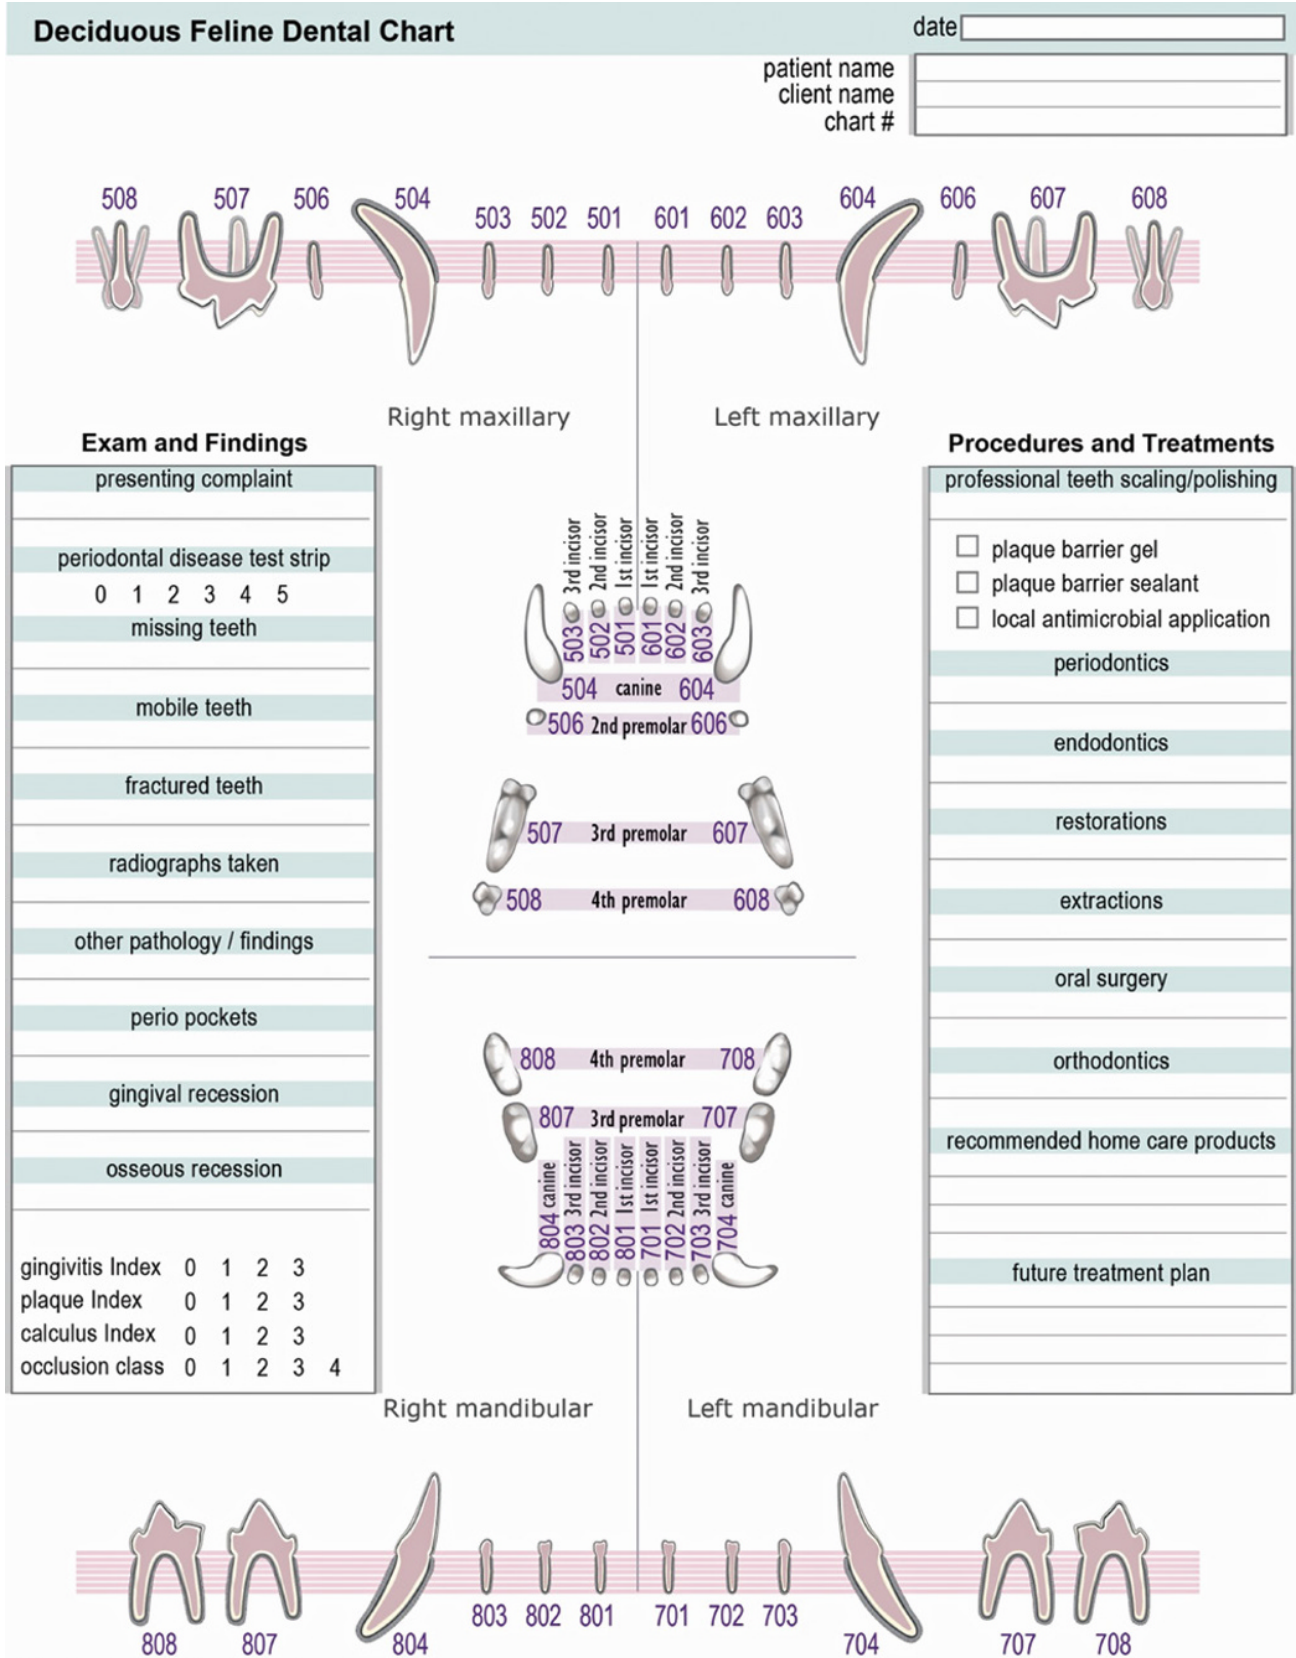 Deciduous Feline Dental Chart
date
patient name
client name
chart #
508 507 506 504 503 502 501 601 602 603 604 606 607 608
Right maxillary Left maxillary
Exam and Findings
presenting complaint
periodontal disease test strip
0 1 2 3 4 5
missing teeth
mobile teeth
fractured teeth
radiographs taken
other pathology / findings
perio pockets
gingival recession
osseous recession
gingivitis Index 0 1 2 3
plaque Index 0 1 2 3
calculus Index 0 1 2 3
occlusion class 0 1 2 3 4
3rd incisor 2nd incisor 1st incisor 1st incisor 2nd incisor 3rd incisor
503 502 501 601 602 603
504 canine 604
506 2nd premolar 606
507 3rd premolar 607
508 4th premolar 608
808 4th premolar 708
807 3rd premolar 707
804 canine
803 3rd incisor
802 2nd incisor
801 1st incisor
701 1st incisor
702 2nd incisor
703 3rd incisor
704 canine
Procedures and Treatments
professional teeth scaling/polishing
plaque barrier gel
plaque barrier sealant
local antimicrobial application
periodontics
endodontics
restorations
extractions
oral surgery
orthodontics
recommended home care products
future treatment plan
Right mandibular Left mandibular
808 807 804 803 802 801 701 702 703 704 707 708